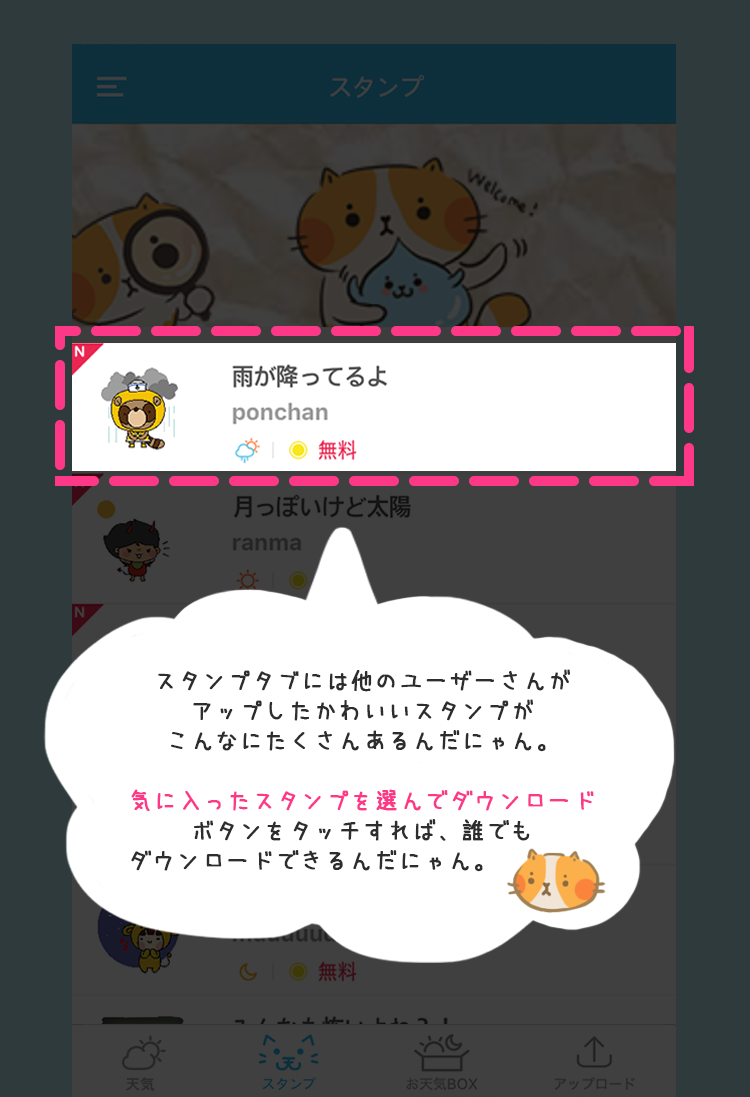 スタンプ
Welcome!
N
雨が降ってるよ
ponchan
無料
月っぽいけど太陽
ranma
N
スタンプタブには他のユーザーさんが
アップしたかわいいスタンプが
こんなにたくさんあるんだにゃん。
気に入ったスタンプを選んでダウンロード
ボタンをタッチすれば、誰でも
ダウンロードできるんだにゃん。
無料
天気
スタンプ
お天気BOX
アップロード